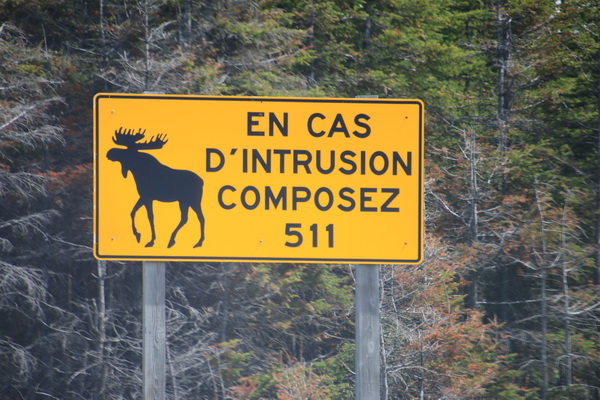 EN CAS
D'INTRUSION
COMPOSEZ
511